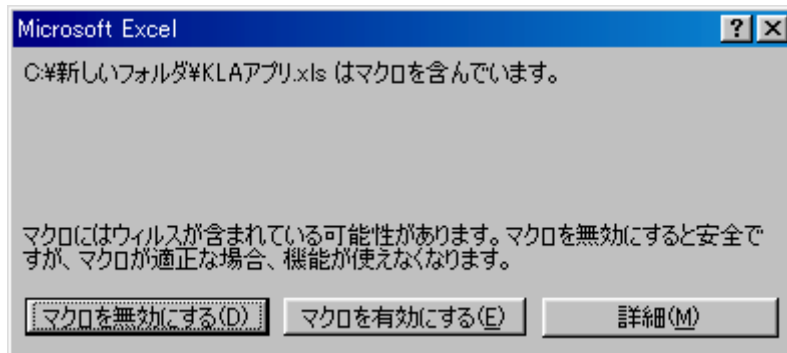 Microsoft Excel
C:¥新しいフォルダ¥KLAアプリ.xls はマクロを含んでいます。
マクロにはウィルスが含まれている可能性があります。マクロを無効にすると安全で
すが、マクロが適正な場合、機能が使えなくなります。
マクロを無効にする(D) マクロを有効にする(E) 詳細(M)